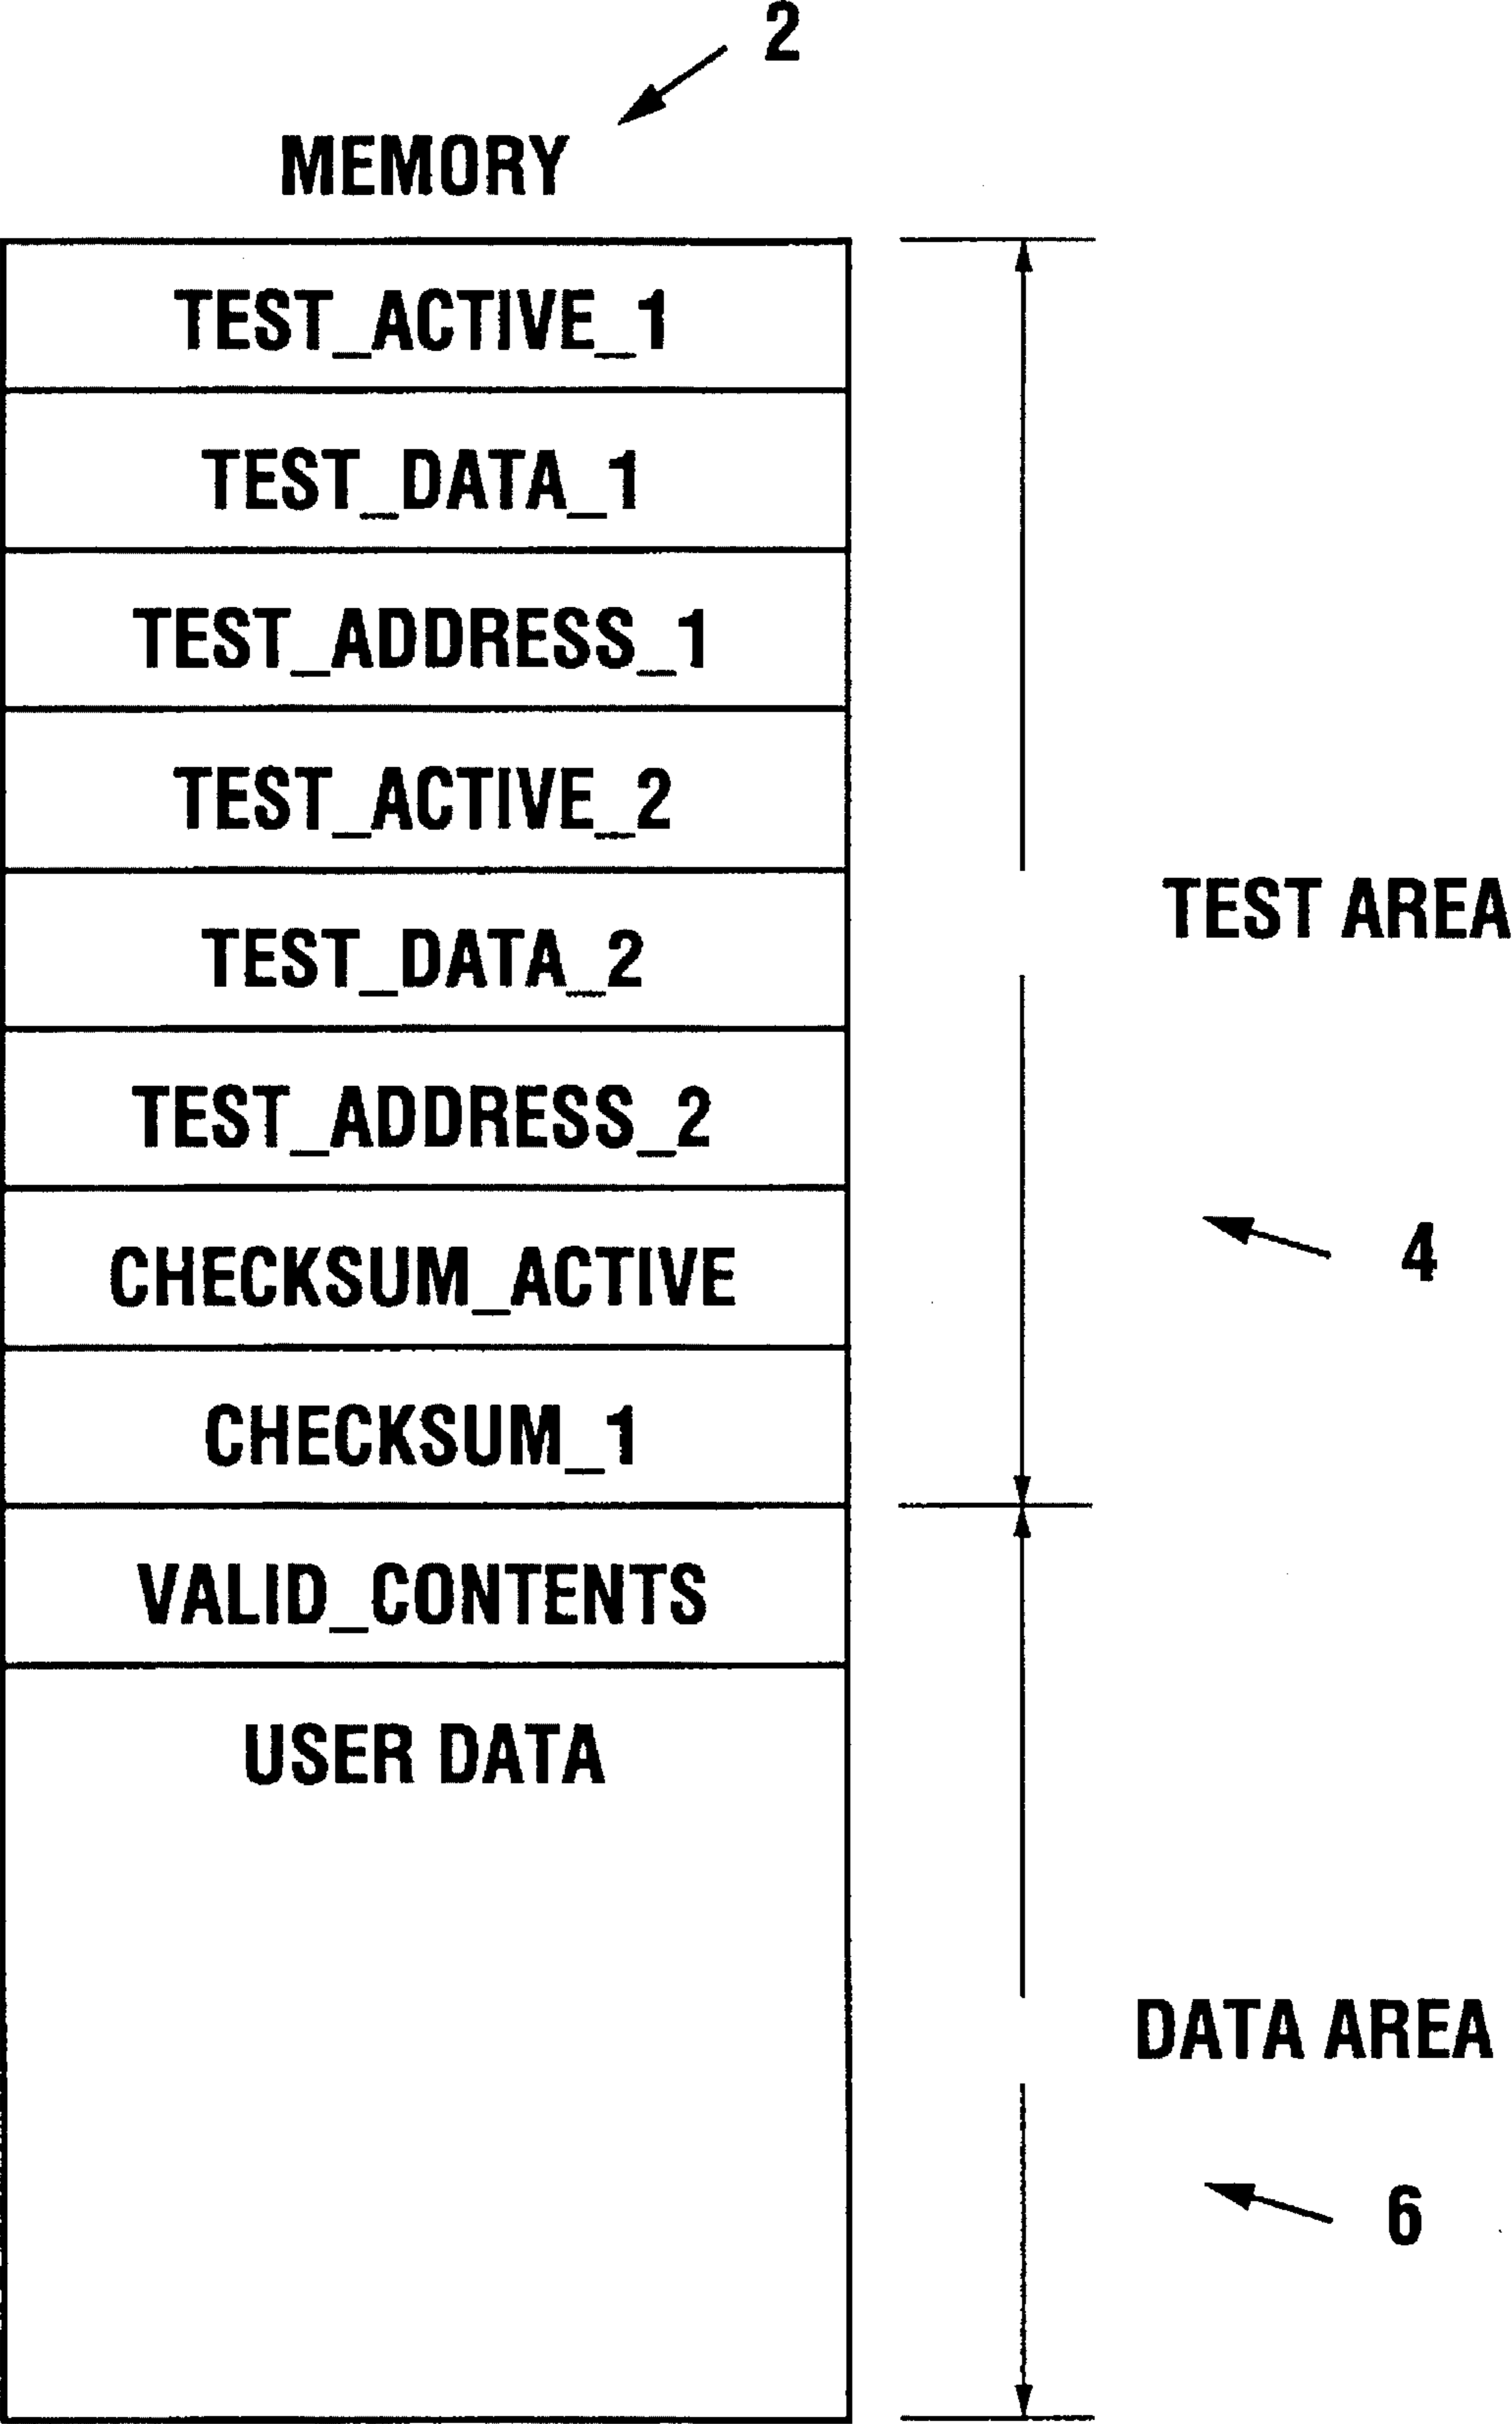 2
MEMORY
TEST_ACTIVE_1
TEST_DATA_1
TEST_ADDRESS_1
TEST_ACTIVE_2
TEST_DATA_2
TEST_ADDRESS_2
CHECKSUM_ACTIVE
CHECKSUM_1
VALID_CONTENTS
USER DATA
TEST AREA
4
DATA AREA
6